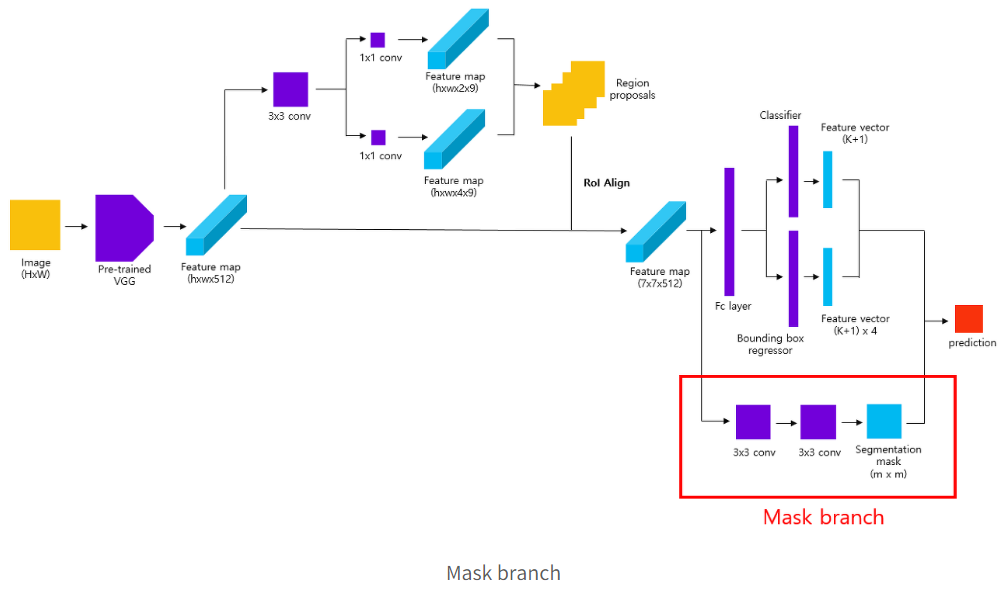 1x1 conv
Feature map
(hxwx2x9)
3x3 conv
1x1 conv
Feature map
(hxwx4x9)
Region
proposals
RoI Align
Image
(HxW)
Pre-trained
VGG
Feature map
(hxwx512)
Feature map
(7x7x512)
Fc layer
Classifier
Feature vector
(K+1)
Bounding box
regressor
Feature vector
(K+1) x 4
prediction
3x3 conv
3x3 conv
Segmentation
mask
(m x m)
Mask branch
Mask branch